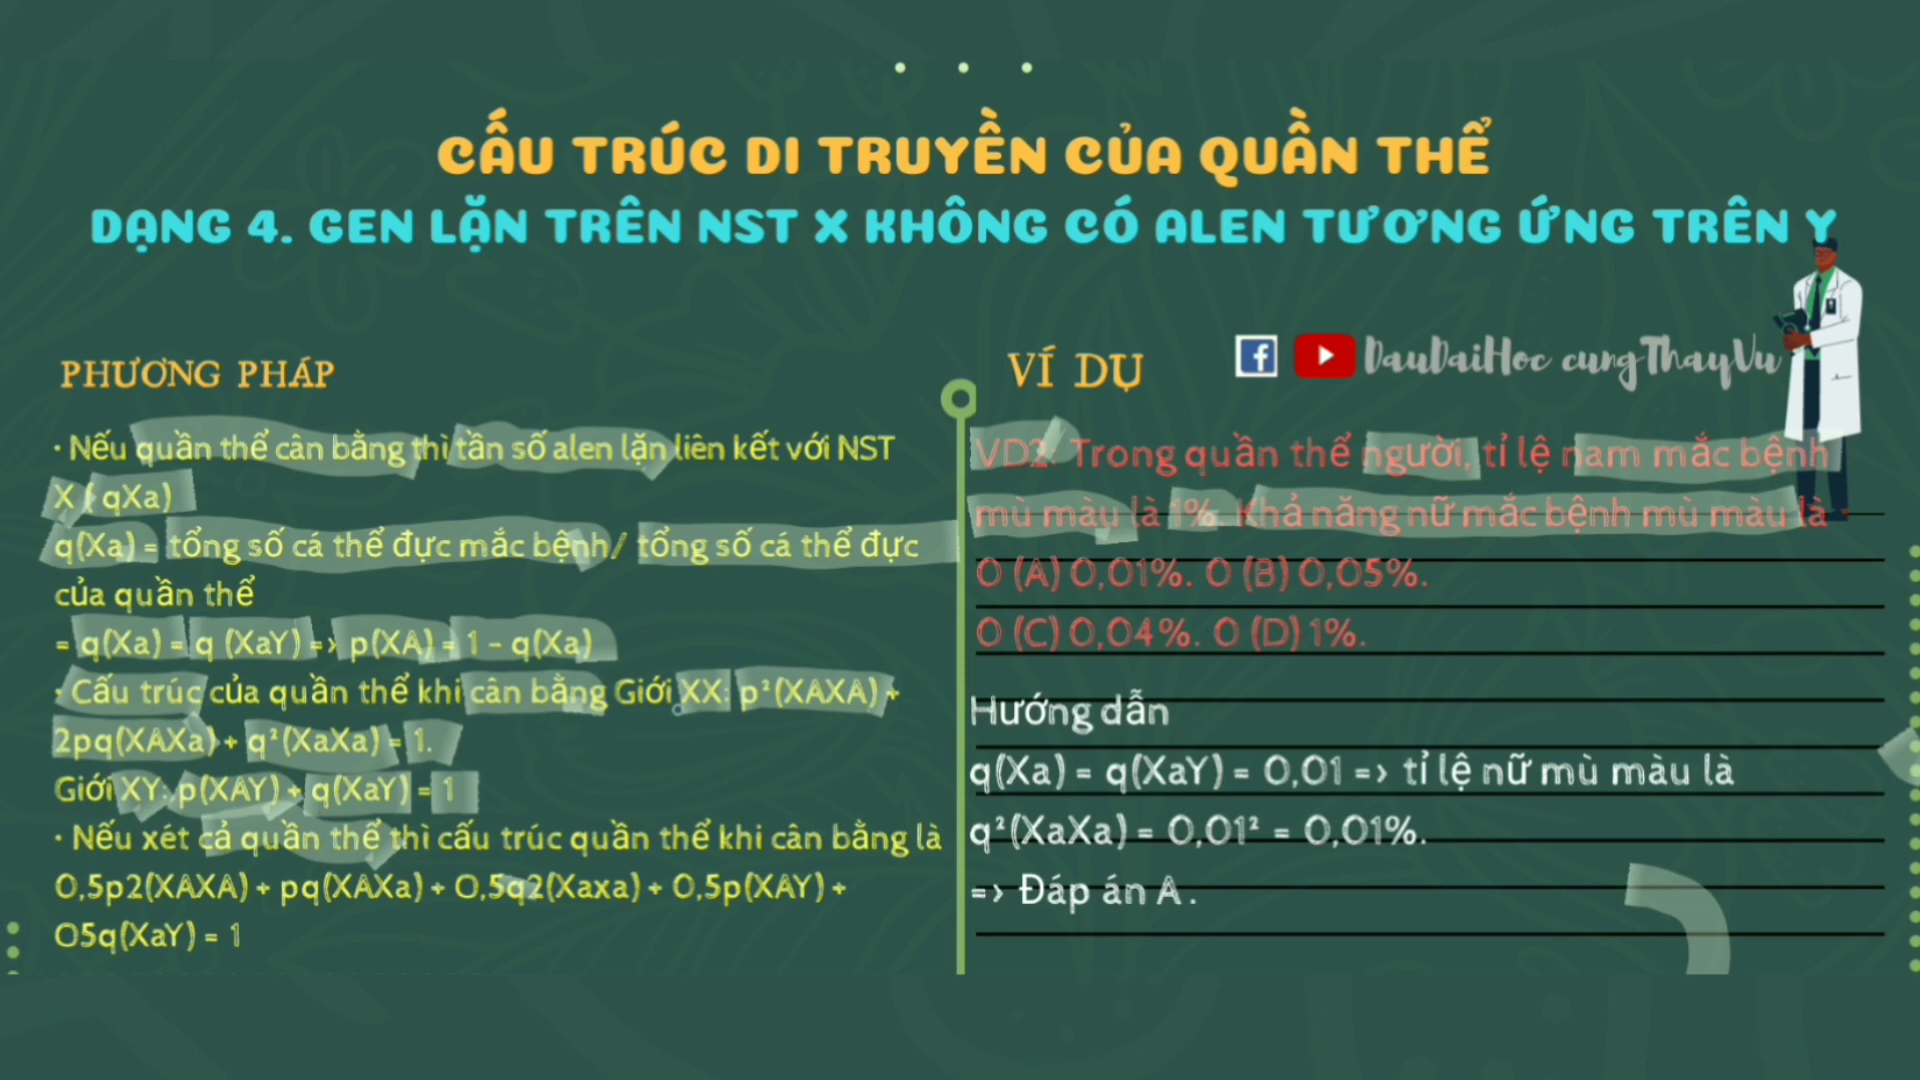 CẤU TRÚC DI TRUYỀN CỦA QUẦN THỂ
DẠNG 4. GEN LẶN TRÊN NST X KHÔNG CÓ ALEN TƯƠNG ỨNG TRÊN Y
PHƯƠNG PHÁP
• Nếu quần thể cân bằng thì tần số alen lặn liên kết với NST
X ( qXa)
q(Xa) = tổng số cá thể đực mắc bệnh/ tổng số cá thể đực
của quần thể
= q(Xa) = q (XaY) => p(XA) = 1 - q(Xa)
• Cấu trúc của quần thể khi cân bằng Giới XX: p²(XAXA) +
2pq(XAXa) + q²(XaXa) = 1.
Giới XY: p(XAY) + q(XaY) = 1
• Nếu xét cả quần thể thì cấu trúc quần thể khi cân bằng là
0,5p2(XAXA) + pq(XAXa) + 0,5q2(Xaxa) + 0,5p(XAY) +
05q(XaY) = 1
VÍ DỤ
DauDaiHoc cungThayVu
VD2. Trong quần thể người, tỉ lệ nam mắc bệnh
mù màu là 1%. Khả năng nữ mắc bệnh mù màu là
O (A) 0,01%. O (B) 0,05%.
O (C) 0,04%. O (D) 1%.
Hướng dẫn
q(Xa) = q(XaY) = 0,01 => tỉ lệ nữ mù màu là
q²(XaXa) = 0,01² = 0,01%.
=> Đáp án A .